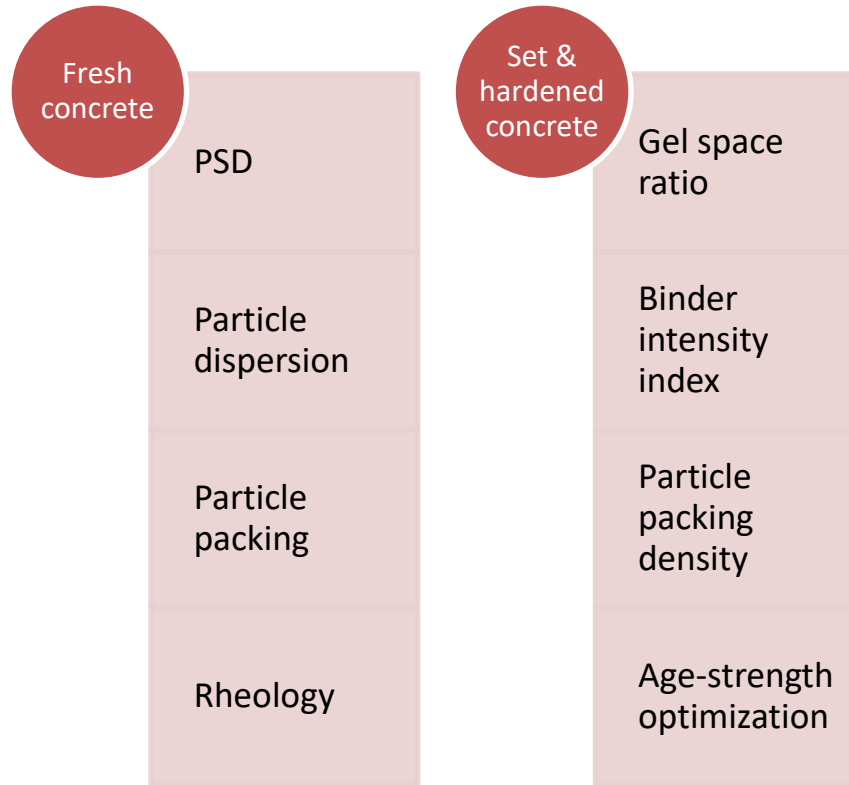 Fresh
concrete
PSD
Particle
dispersion
Particle
packing
Rheology
Set &
hardened
concrete
Gel space
ratio
Binder
intensity
index
Particle
packing
density
Age-strength
optimization